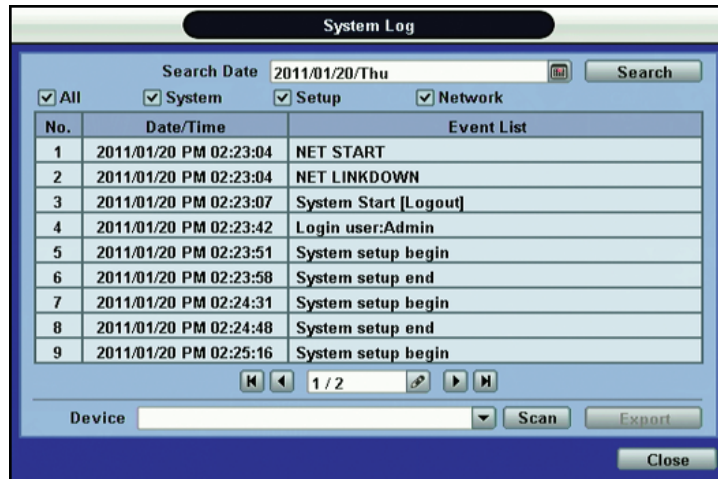 System Log
Search Date 2011/01/20/Thu Search
All System Setup Network
No. Date/Time Event List
1 2011/01/20 PM 02:23:04 NET START
2 2011/01/20 PM 02:23:04 NET LINKDOWN
3 2011/01/20 PM 02:23:07 System Start [Logout]
4 2011/01/20 PM 02:23:42 Login user:Admin
5 2011/01/20 PM 02:23:51 System setup begin
6 2011/01/20 PM 02:23:58 System setup end
7 2011/01/20 PM 02:24:31 System setup begin
8 2011/01/20 PM 02:24:48 System setup end
9 2011/01/20 PM 02:25:16 System setup begin
1 / 2
Device Scan Export
Close